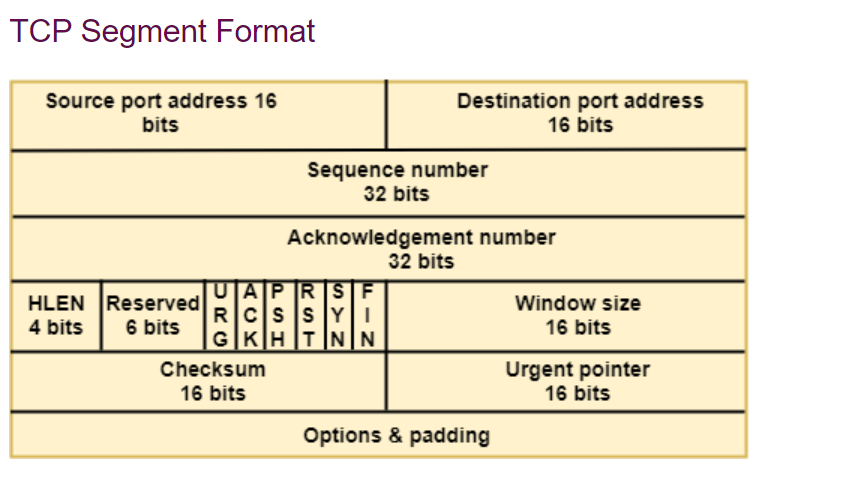 TCP Segment Format
Source port address 16
bits
Destination port address
16 bits
Sequence number
32 bits
Acknowledgement number
32 bits
HLEN
4 bits
Reserved
6 bits
URG
ACK
PSH
RST
SYN
FIN
Window size
16 bits
Checksum
16 bits
Urgent pointer
16 bits
Options & padding